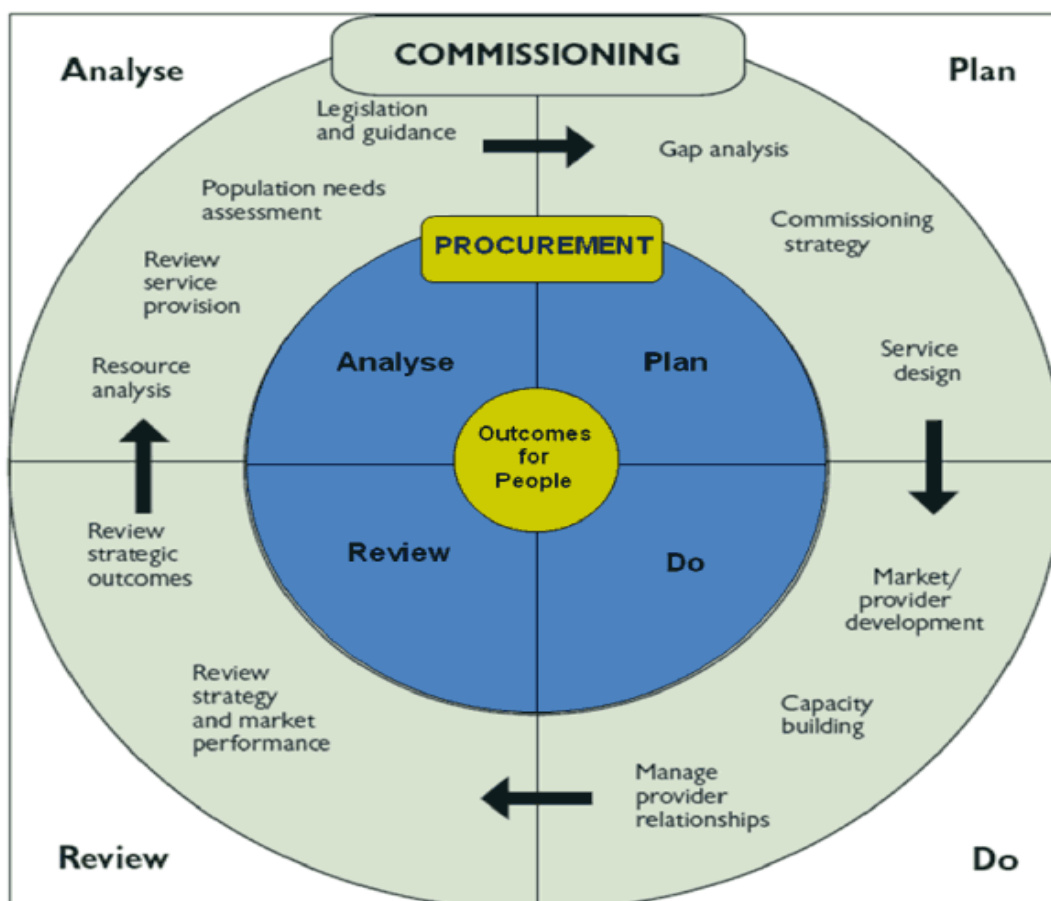 COMMISSIONING
Analyse
Plan
Legislation
and guidance
Gap analysis
Population needs
assessment
Commissioning
strategy
PROCUREMENT
Review
service
provision
Analyse
Plan
Service
design
Resource
analysis
Outcomes
for
People
Review
strategic
outcomes
Review
Do
Market/
provider
development
Review
strategy
and market
performance
Capacity
building
Manage
provider
relationships
Review
Do